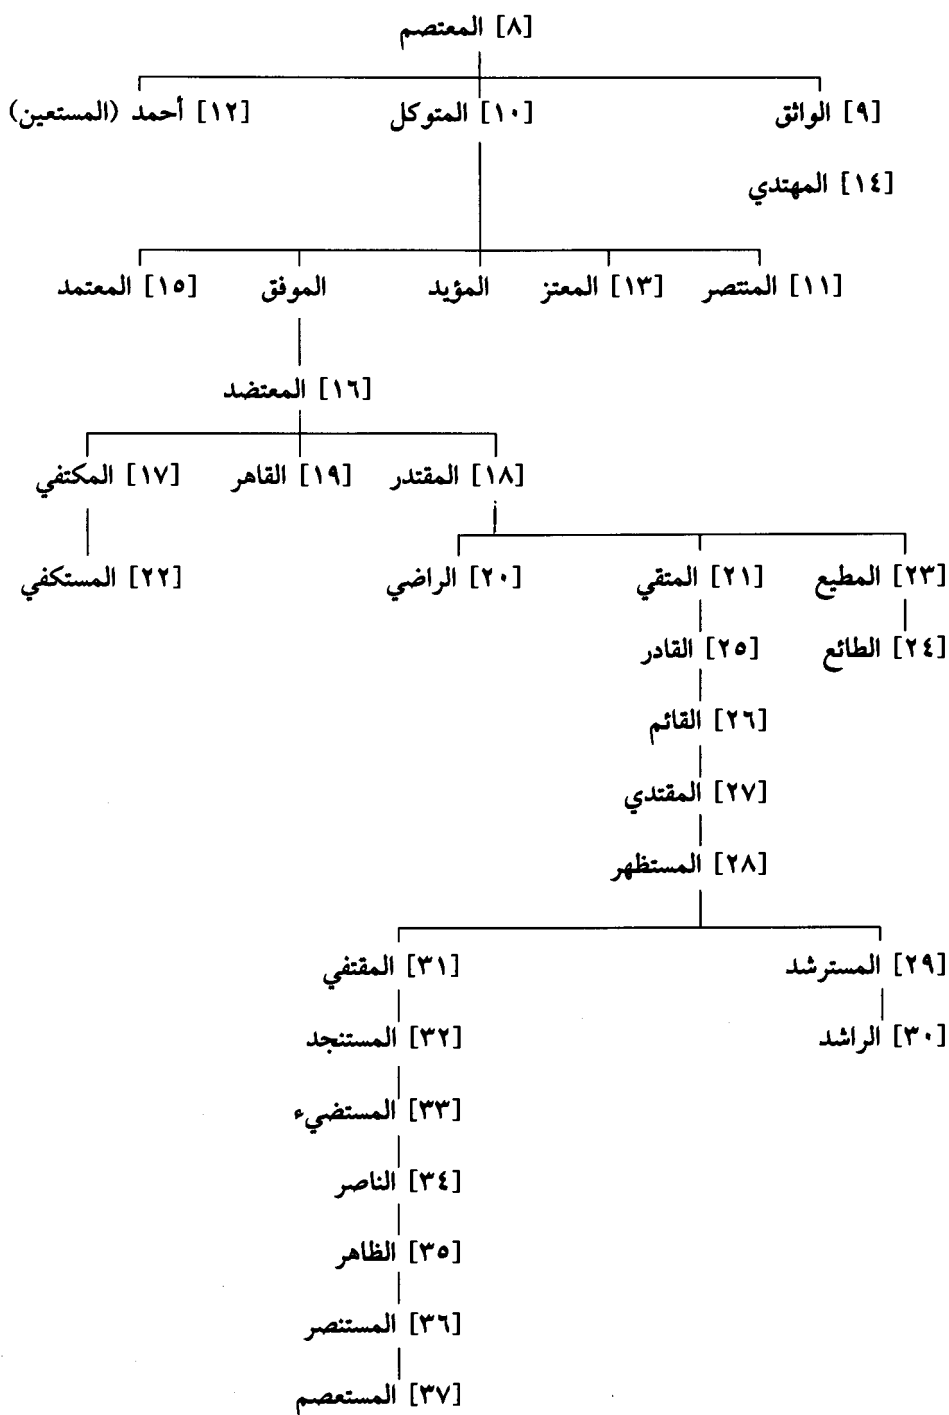 [٨] المعتصم
[٩] الواثق [١٠] المتوكل [١٢] أحمد (المستعين)
[١٤] المهتدي
[١١] المنتصر [١٣] المعتز المؤيد الموفق [١٥] المعتمد
[١٦] المعتضد
[١٨] المقتدر [١٩] القاهر [١٧] المكتفي
[٢٣] المطيع [٢١] المتقي [٢٠] الراضي [٢٢] المستكفي
[٢٤] الطائع [٢٥] القادر
[٢٦] القائم
[٢٧] المقتدي
[٢٨] المستظهر
[٢٩] المسترشد [٣١] المقتفي
[٣٠] الراشد [٣٢] المستنجد
[٣٣] المستضيء
[٣٤] الناصر
[٣٥] الظاهر
[٣٦] المستنصر
[٣٧] المستعصم